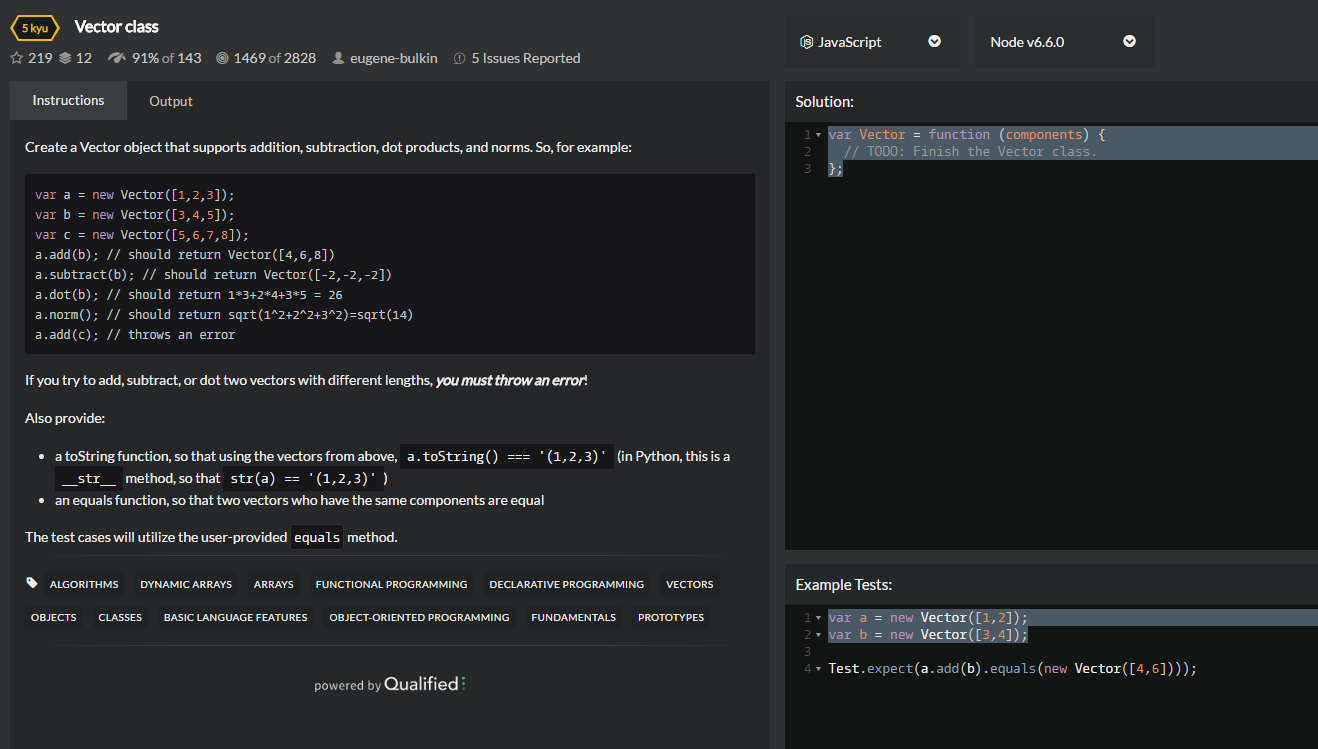 5 kyu Vector class
219 12 91% of 143 1469 of 2828 eugene-bulkin 5 Issues Reported
Instructions Output
Create a Vector object that supports addition, subtraction, dot products, and norms. So, for example:
var a = new Vector([1,2,3]);
var b = new Vector([3,4,5]);
var c = new Vector([5,6,7,8]);
a.add(b); // should return Vector([4,6,8])
a.subtract(b); // should return Vector([-2,-2,-2])
a.dot(b); // should return 1*3+2*4+3*5 = 26
a.norm(); // should return sqrt(1^2+2^2+3^2)=sqrt(14)
a.add(c); // throws an error
If you try to add, subtract, or dot two vectors with different lengths, you must throw an error!
Also provide:
• a toString function, so that using the vectors from above, a.toString() === '(1,2,3)' (in Python, this is a
__str__ method, so that str(a) == '(1,2,3)' )
• an equals function, so that two vectors who have the same components are equal
The test cases will utilize the user-provided equals method.
ALGORITHMS DYNAMIC ARRAYS ARRAYS FUNCTIONAL PROGRAMMING DECLARATIVE PROGRAMMING VECTORS
OBJECTS CLASSES BASIC LANGUAGE FEATURES OBJECT-ORIENTED PROGRAMMING FUNDAMENTALS PROTOTYPES
powered by Qualified
JavaScript Node v6.6.0
Solution:
1 var Vector = function (components) {
2 // TODO: Finish the Vector class.
3 };
Example Tests:
1 var a = new Vector([1,2]);
2 var b = new Vector([3,4]);
3
4 Test.expect(a.add(b).equals(new Vector([4,6])));